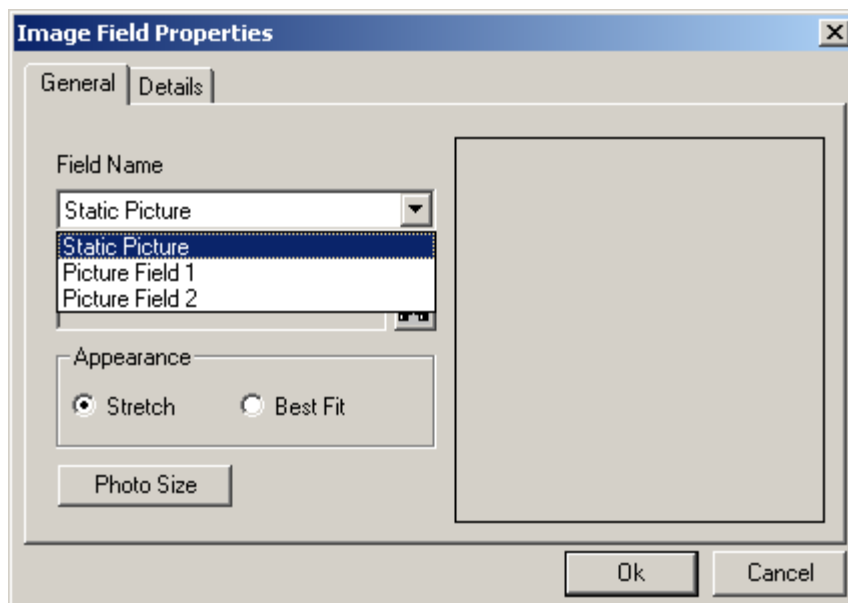 Image Field Properties
General
Details
Field Name
Static Picture
Static Picture
Picture Field 1
Picture Field 2
Appearance
Stretch
Best Fit
Photo Size
Ok
Cancel